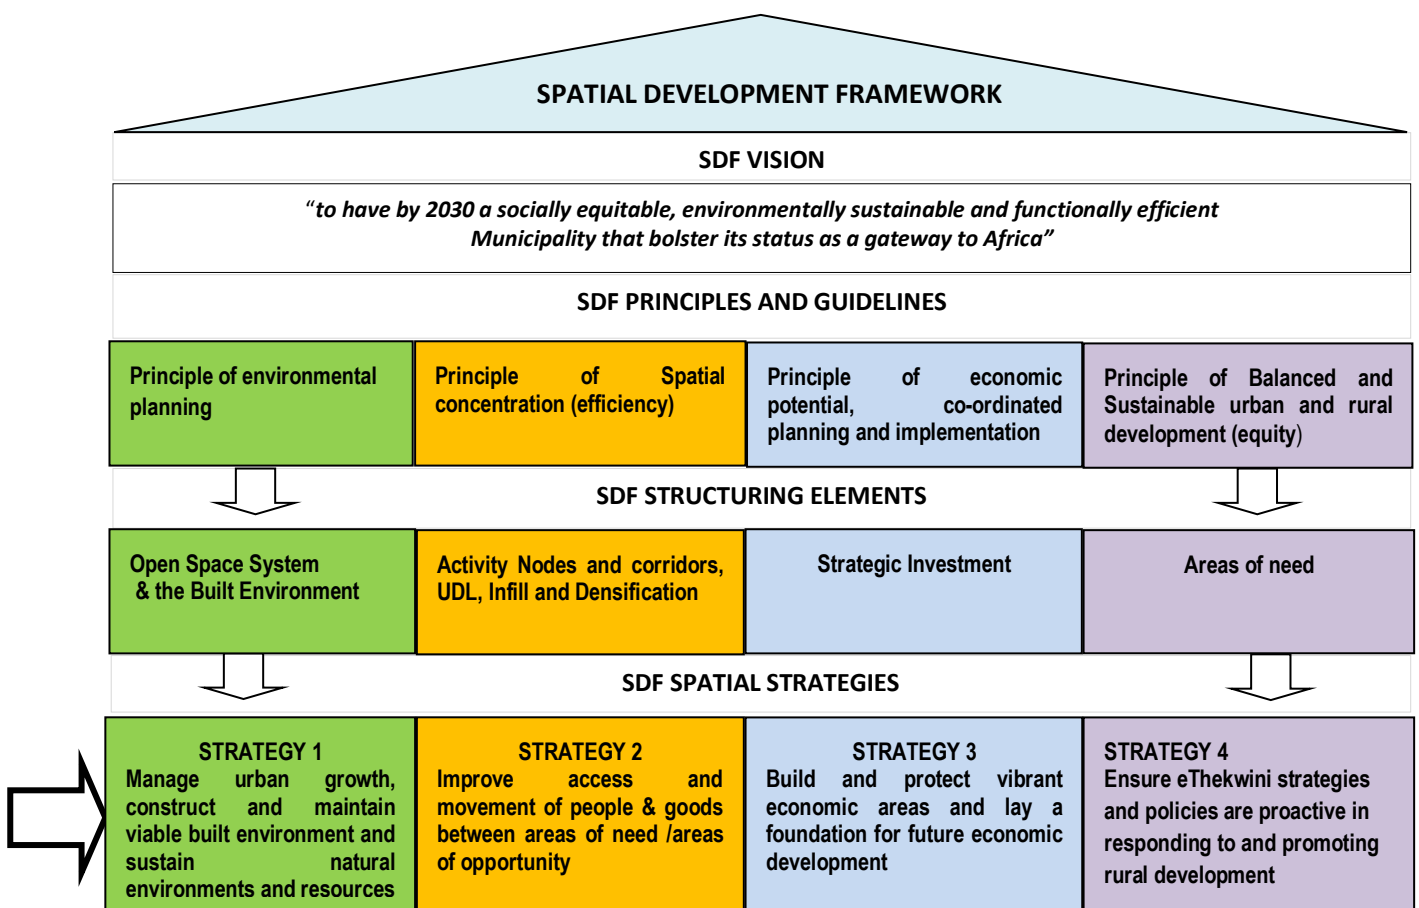 SPATIAL DEVELOPMENT FRAMEWORK
SDF VISION
“to have by 2030 a socially equitable, environmentally sustainable and functionally efficient
Municipality that bolster its status as a gateway to Africa”
SDF PRINCIPLES AND GUIDELINES
Principle of environmental
planning
Principle of Spatial
concentration (efficiency)
Principle of economic
potential, co-ordinated
planning and implementation
Principle of Balanced and
Sustainable urban and rural
development (equity)
SDF STRUCTURING ELEMENTS
Open Space System
& the Built Environment
Activity Nodes and corridors,
UDL, Infill and Densification
Strategic Investment
Areas of need
SDF SPATIAL STRATEGIES
STRATEGY 1
Manage urban growth,
construct and maintain
viable built environment and
sustain natural
environments and resources
STRATEGY 2
Improve access and
movement of people & goods
between areas of need /areas
of opportunity
STRATEGY 3
Build and protect vibrant
economic areas and lay a
foundation for future economic
development
STRATEGY 4
Ensure eThekwini strategies
and policies are proactive in
responding to and promoting
rural development